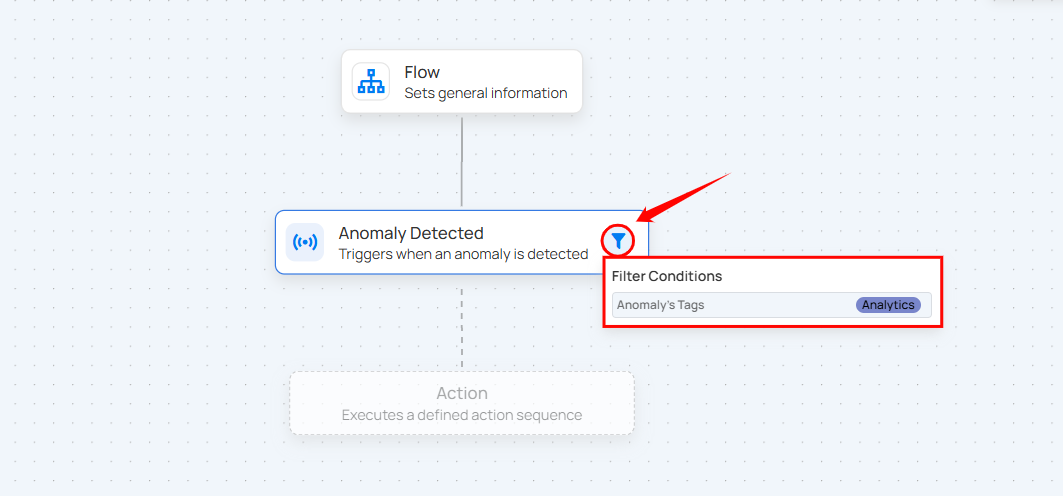 Flow
Sets general information
Anomaly Detected
Triggers when an anomaly is detected
Filter Conditions
Anomaly's Tags Analytics
Action
Executes a defined action sequence